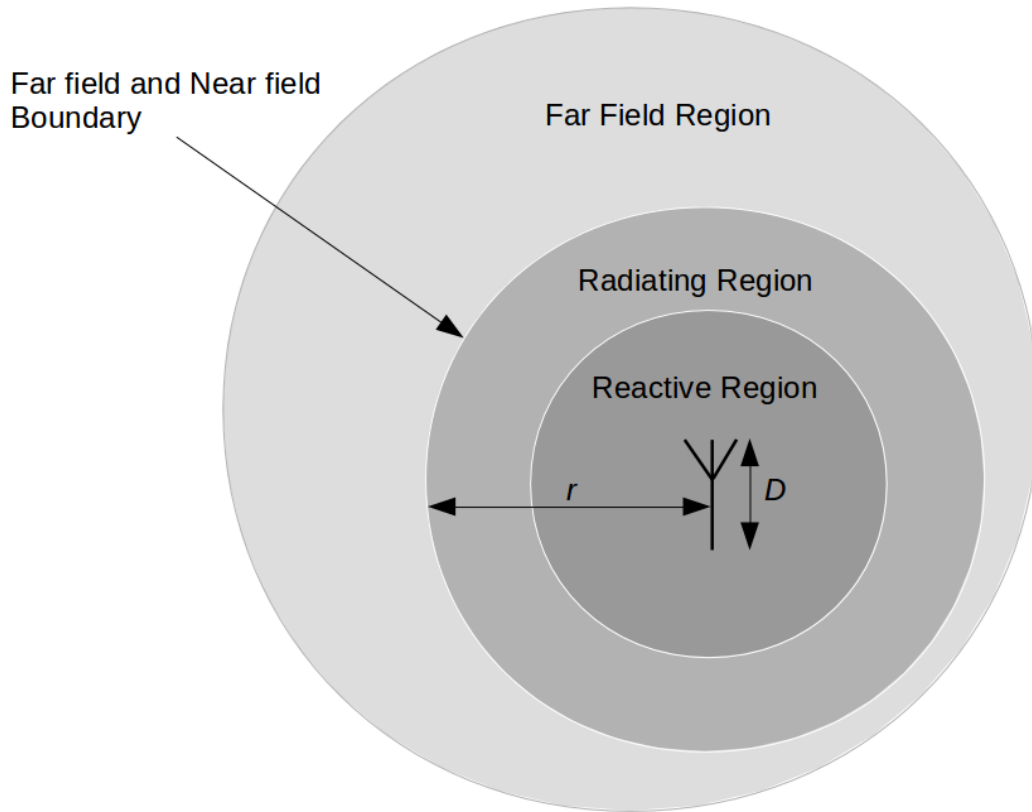 Far field and Near field
Boundary
Far Field Region
Radiating Region
Reactive Region
r
D